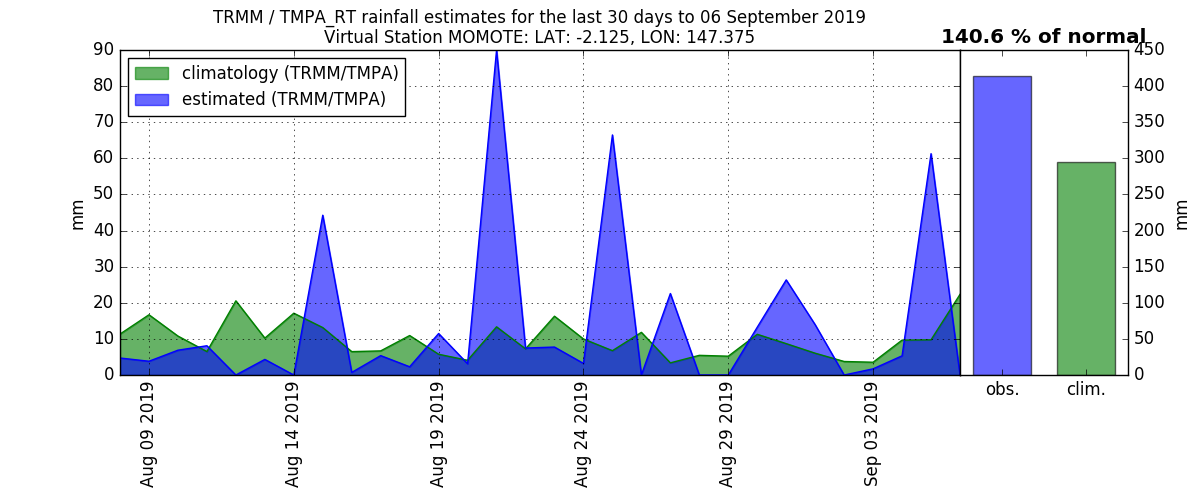 TRMM / TMPA_RT rainfall estimates for the last 30 days to 06 September 2019
Virtual Station MOMOTE: LAT: -2.125, LON: 147.375
140.6 % of normal
climatology (TRMM/TMPA)
estimated (TRMM/TMPA)
90
80
70
60
50
40
30
20
10
0
mm
Aug 09 2019
Aug 14 2019
Aug 19 2019
Aug 24 2019
Aug 29 2019
Sep 03 2019
obs.
clim.
450
400
350
300
250
200
150
100
50
0
mm